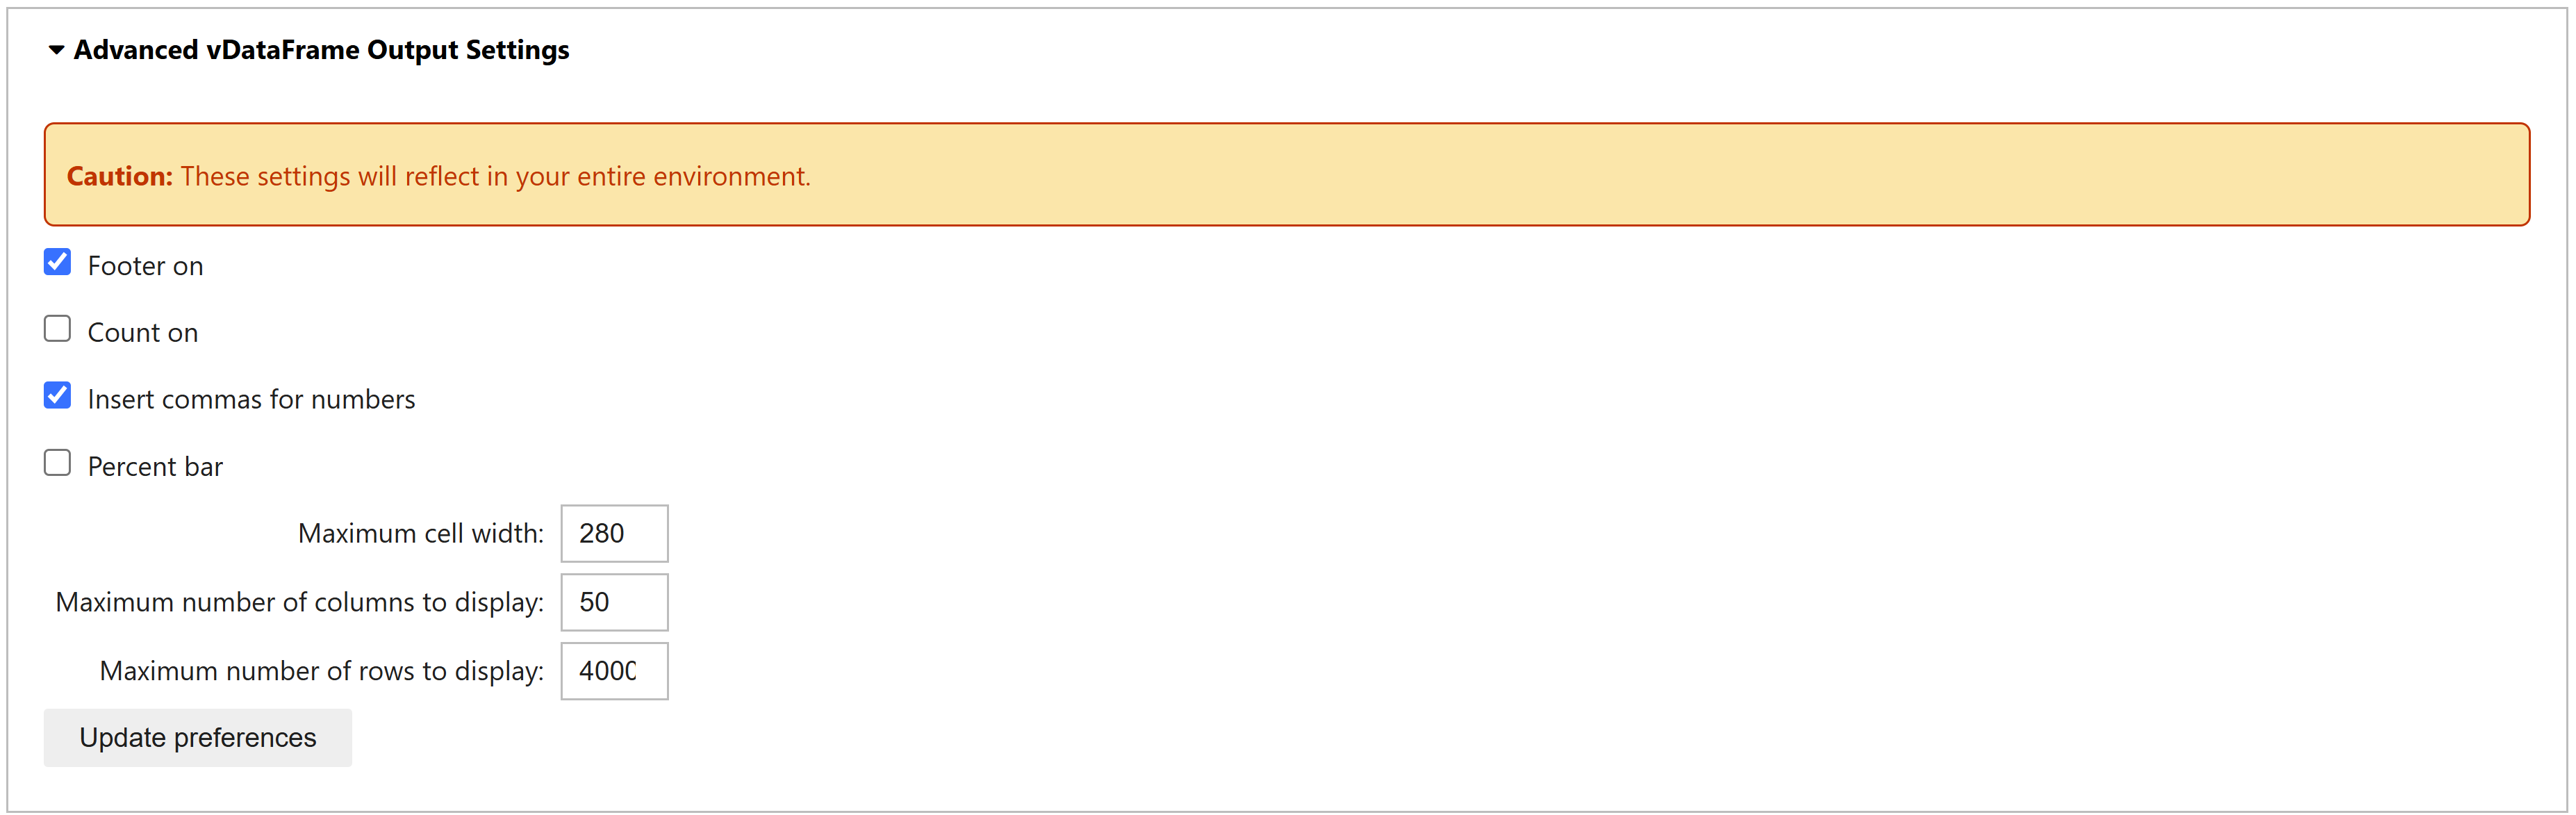 Advanced vDataFrame Output Settings
Caution: These settings will reflect in your entire environment.
Footer on
Count on
Insert commas for numbers
Percent bar
Maximum cell width: 280
Maximum number of columns to display: 50
Maximum number of rows to display:
Update preferences